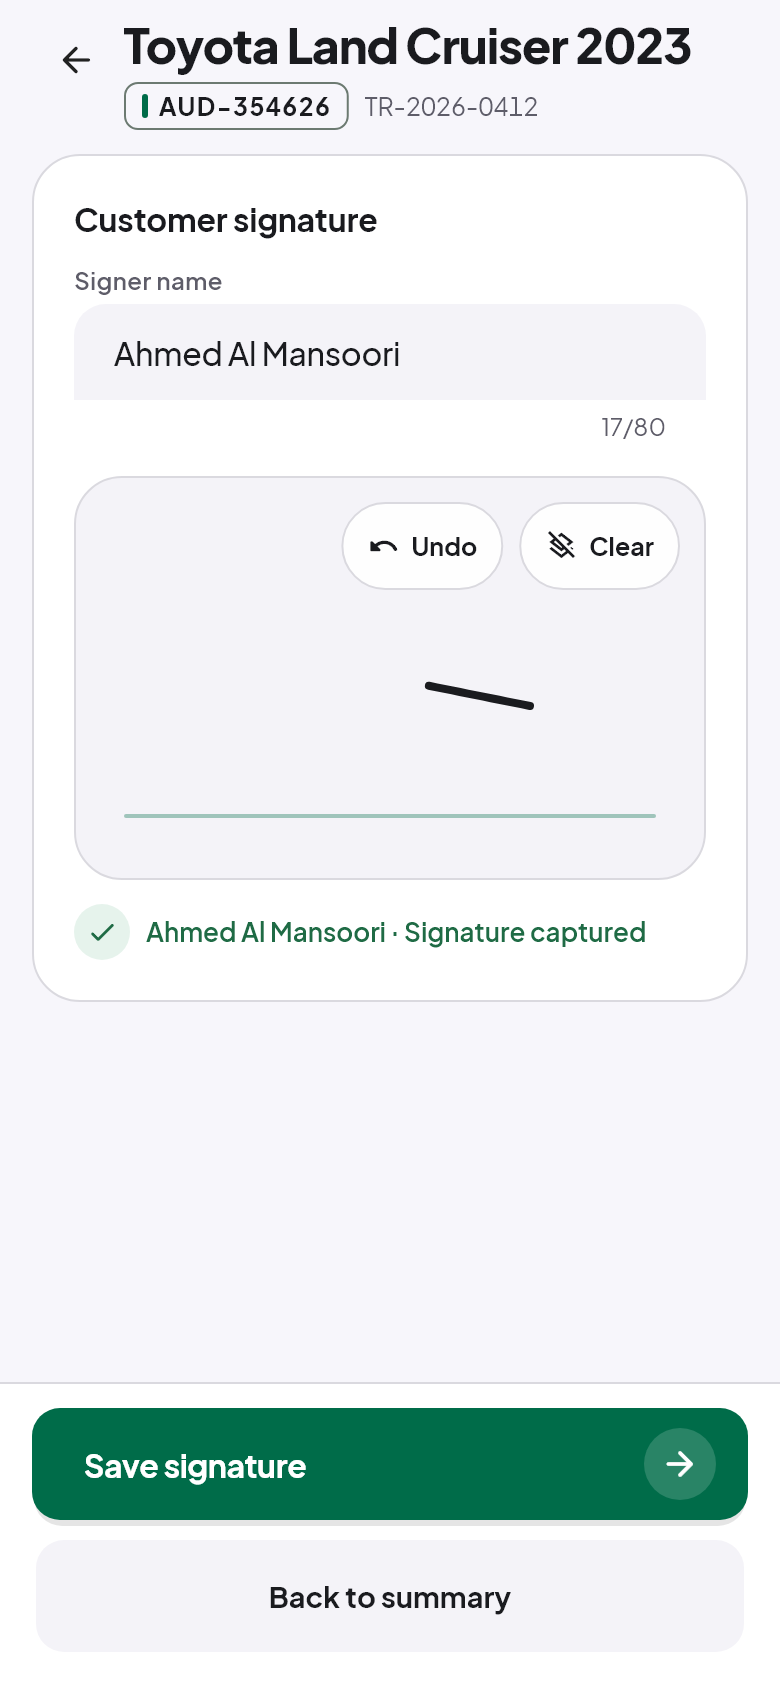 Toyota Land Cruiser 2023
AUD-354626 TR-2026-0412
Customer signature
Signer name
Ahmed Al Mansoori
17/80
Undo Clear
Ahmed Al Mansoori · Signature captured
Save signature
Back to summary